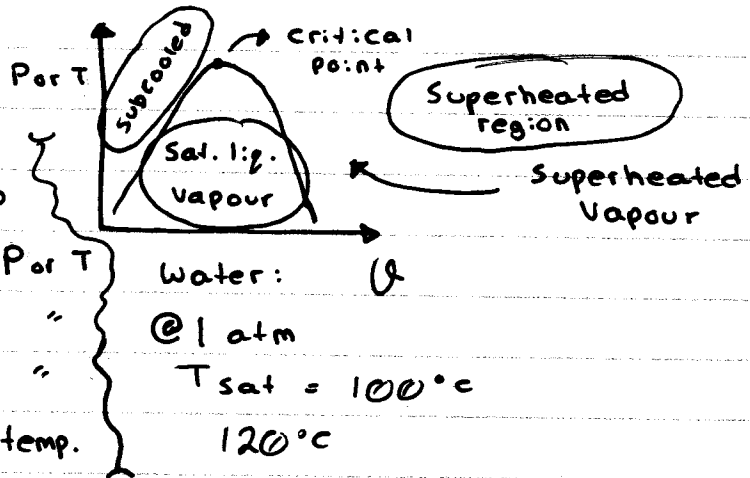 critical
point
P or T
Subcooled
Superheated
region
Sat. liq.
Vapour
Superheated
Vapour
P or T
Water:
"
@ 1 atm
"
Tsat = 100°c
temp.
120°c